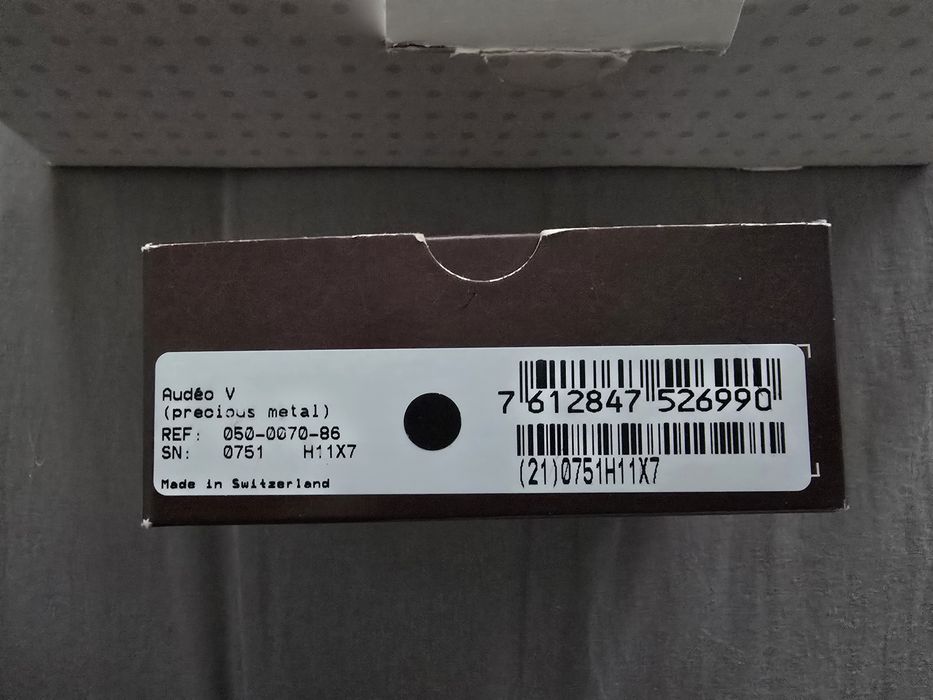 Audéo V
(precious metal)
REF: 050-0070-86
SN: 0751 H11X7
Made in Switzerland
7 612847 526990
(21)0751H11X7